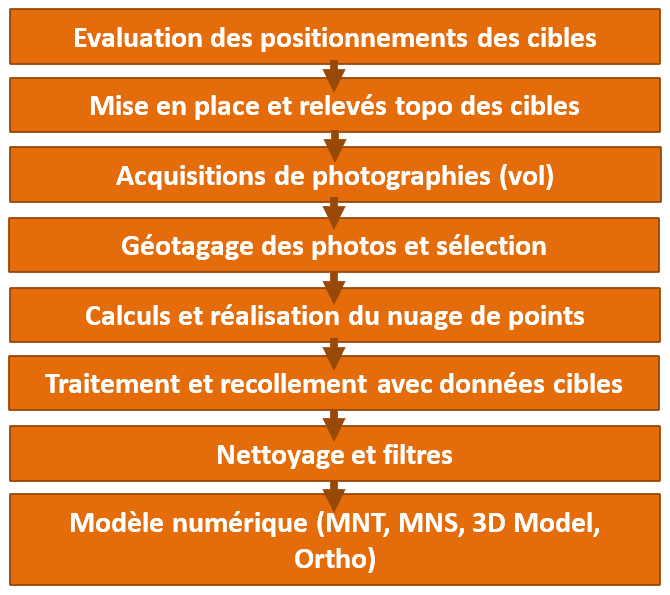 Evaluation des positionnements des cibles
Mise en place et relevés topo des cibles
Acquisitions de photographies (vol)
Géotagage des photos et sélection
Calculs et réalisation du nuage de points
Traitement et recollement avec données cibles
Nettoyage et filtres
Modèle numérique (MNT, MNS, 3D Model,
Ortho)